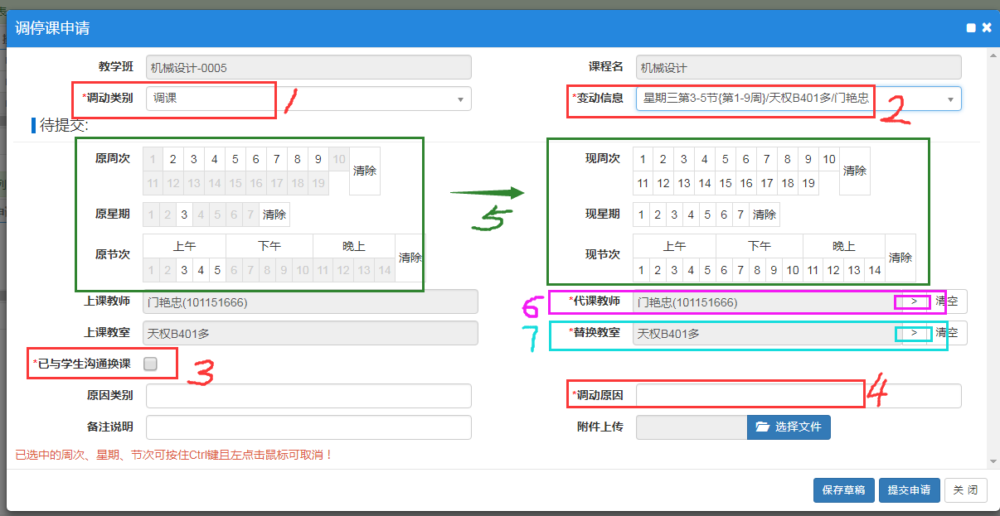 调停课申请
教学班 机械设计-0005 课程名 机械设计
*调动类别 调课 1 *变动信息 星期三第3-5节{第1-9周}/天权B401多/门艳忠 2
待提交:
原周次 1 2 3 4 5 6 7 8 9 10 清除 现周次 1 2 3 4 5 6 7 8 9 10 清除
11 12 13 14 15 16 17 18 19 11 12 13 14 15 16 17 18 19
原星期 1 2 3 4 5 6 7 清除 5 现星期 1 2 3 4 5 6 7 清除
原节次 上午 下午 晚上 清除 现节次 上午 下午 晚上 清除
1 2 3 4 5 6 7 8 9 10 11 12 13 14 1 2 3 4 5 6 7 8 9 10 11 12 13 14
上课教师 门艳忠(101151666) 6 *代课教师 门艳忠(101151666) > 清空
上课教室 天权B401多 7 *替换教室 天权B401多 > 清空
*已与学生沟通换课 3
原因类别 *调动原因 4
备注说明 附件上传 选择文件
已选中的周次、星期、节次可按住Ctrl键且左点击鼠标可取消！
保存草稿 提交申请 关 闭